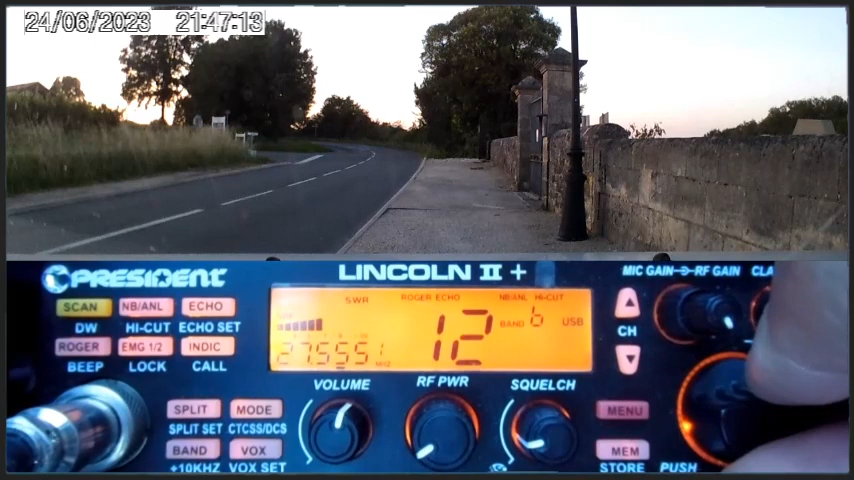 24/06/2023 21:47:13
PRESIDENT LINCOLN II + MIC GAIN RF GAIN CLA
SCAN NB/ANL ECHO
DW HI-CUT ECHO SET
ROGER EMG 1/2 INDIC
BEEP LOCK CALL
SWR ROGER ECHO NB/ANL HI-CUT
12 BAND 6 USB
27.555
CH
VOLUME RF PWR SQUELCH
SPLIT MODE MENU
SPLIT SET CTCSS/DCS
BAND VOX MEM
+10KHZ VOX SET STORE PUSH